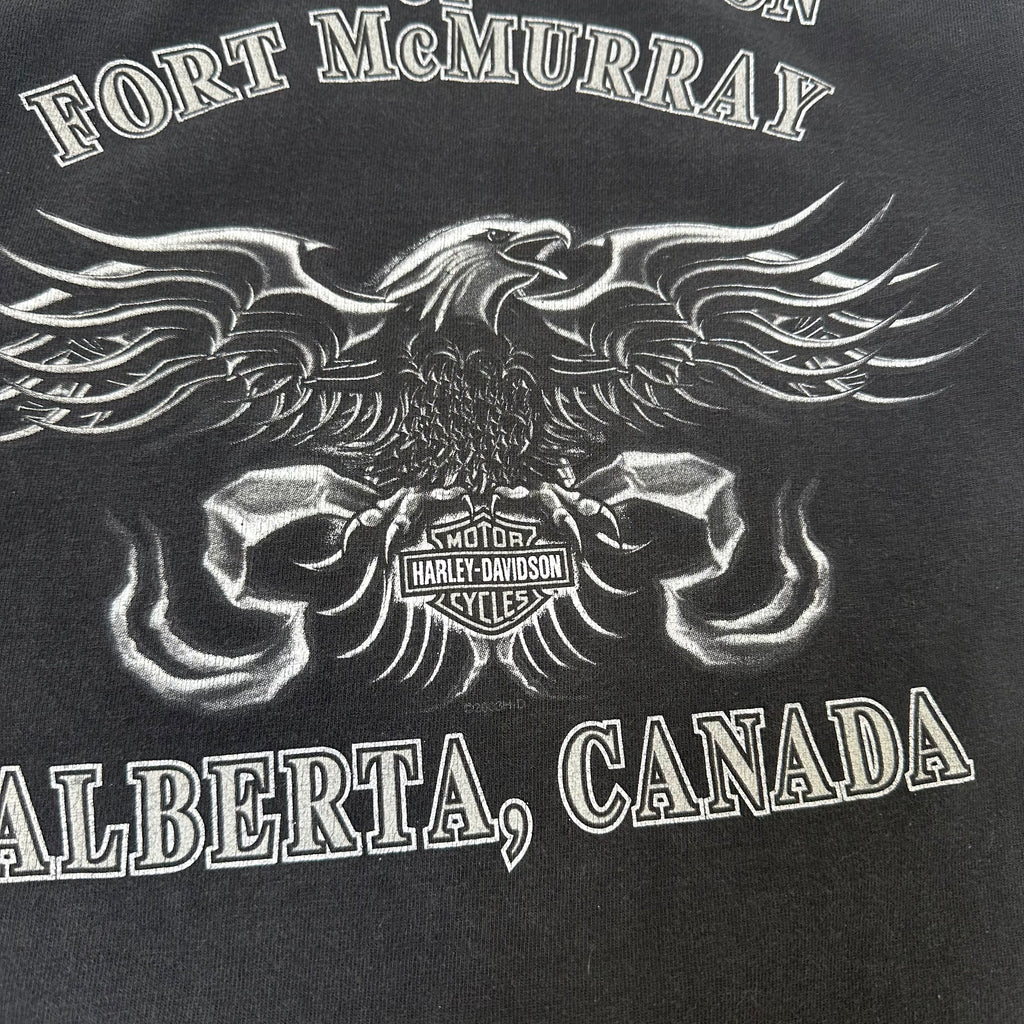 FORT McMURRAY
MOTOR
HARLEY-DAVIDSON
CYCLES
ALBERTA, CANADA